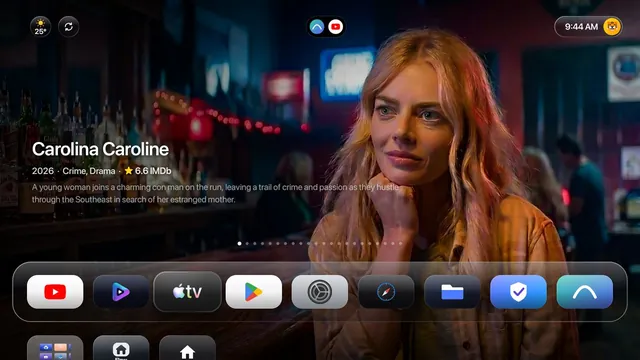 25°
9:44 AM
Carolina Caroline
2026 · Crime, Drama · ⭐ 6.6 IMDb
A young woman joins a charming con man on the run, leaving a trail of crime and passion as they hustle
through the Southeast in search of her estranged mother.
tv